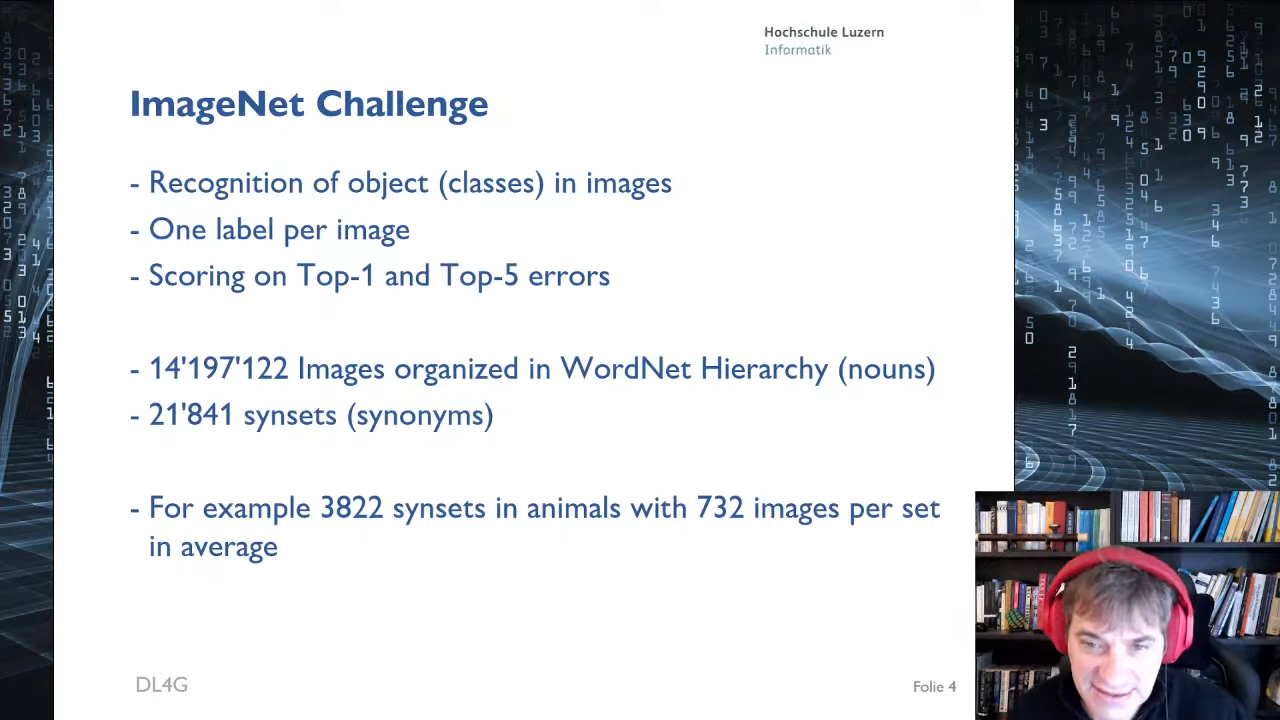 Hochschule Luzern
Informatik
ImageNet Challenge
- Recognition of object (classes) in images
- One label per image
- Scoring on Top-1 and Top-5 errors
- 14'197'122 Images organized in WordNet Hierarchy (nouns)
- 21'841 synsets (synonyms)
- For example 3822 synsets in animals with 732 images per set
in average
DL4G
Folie 4